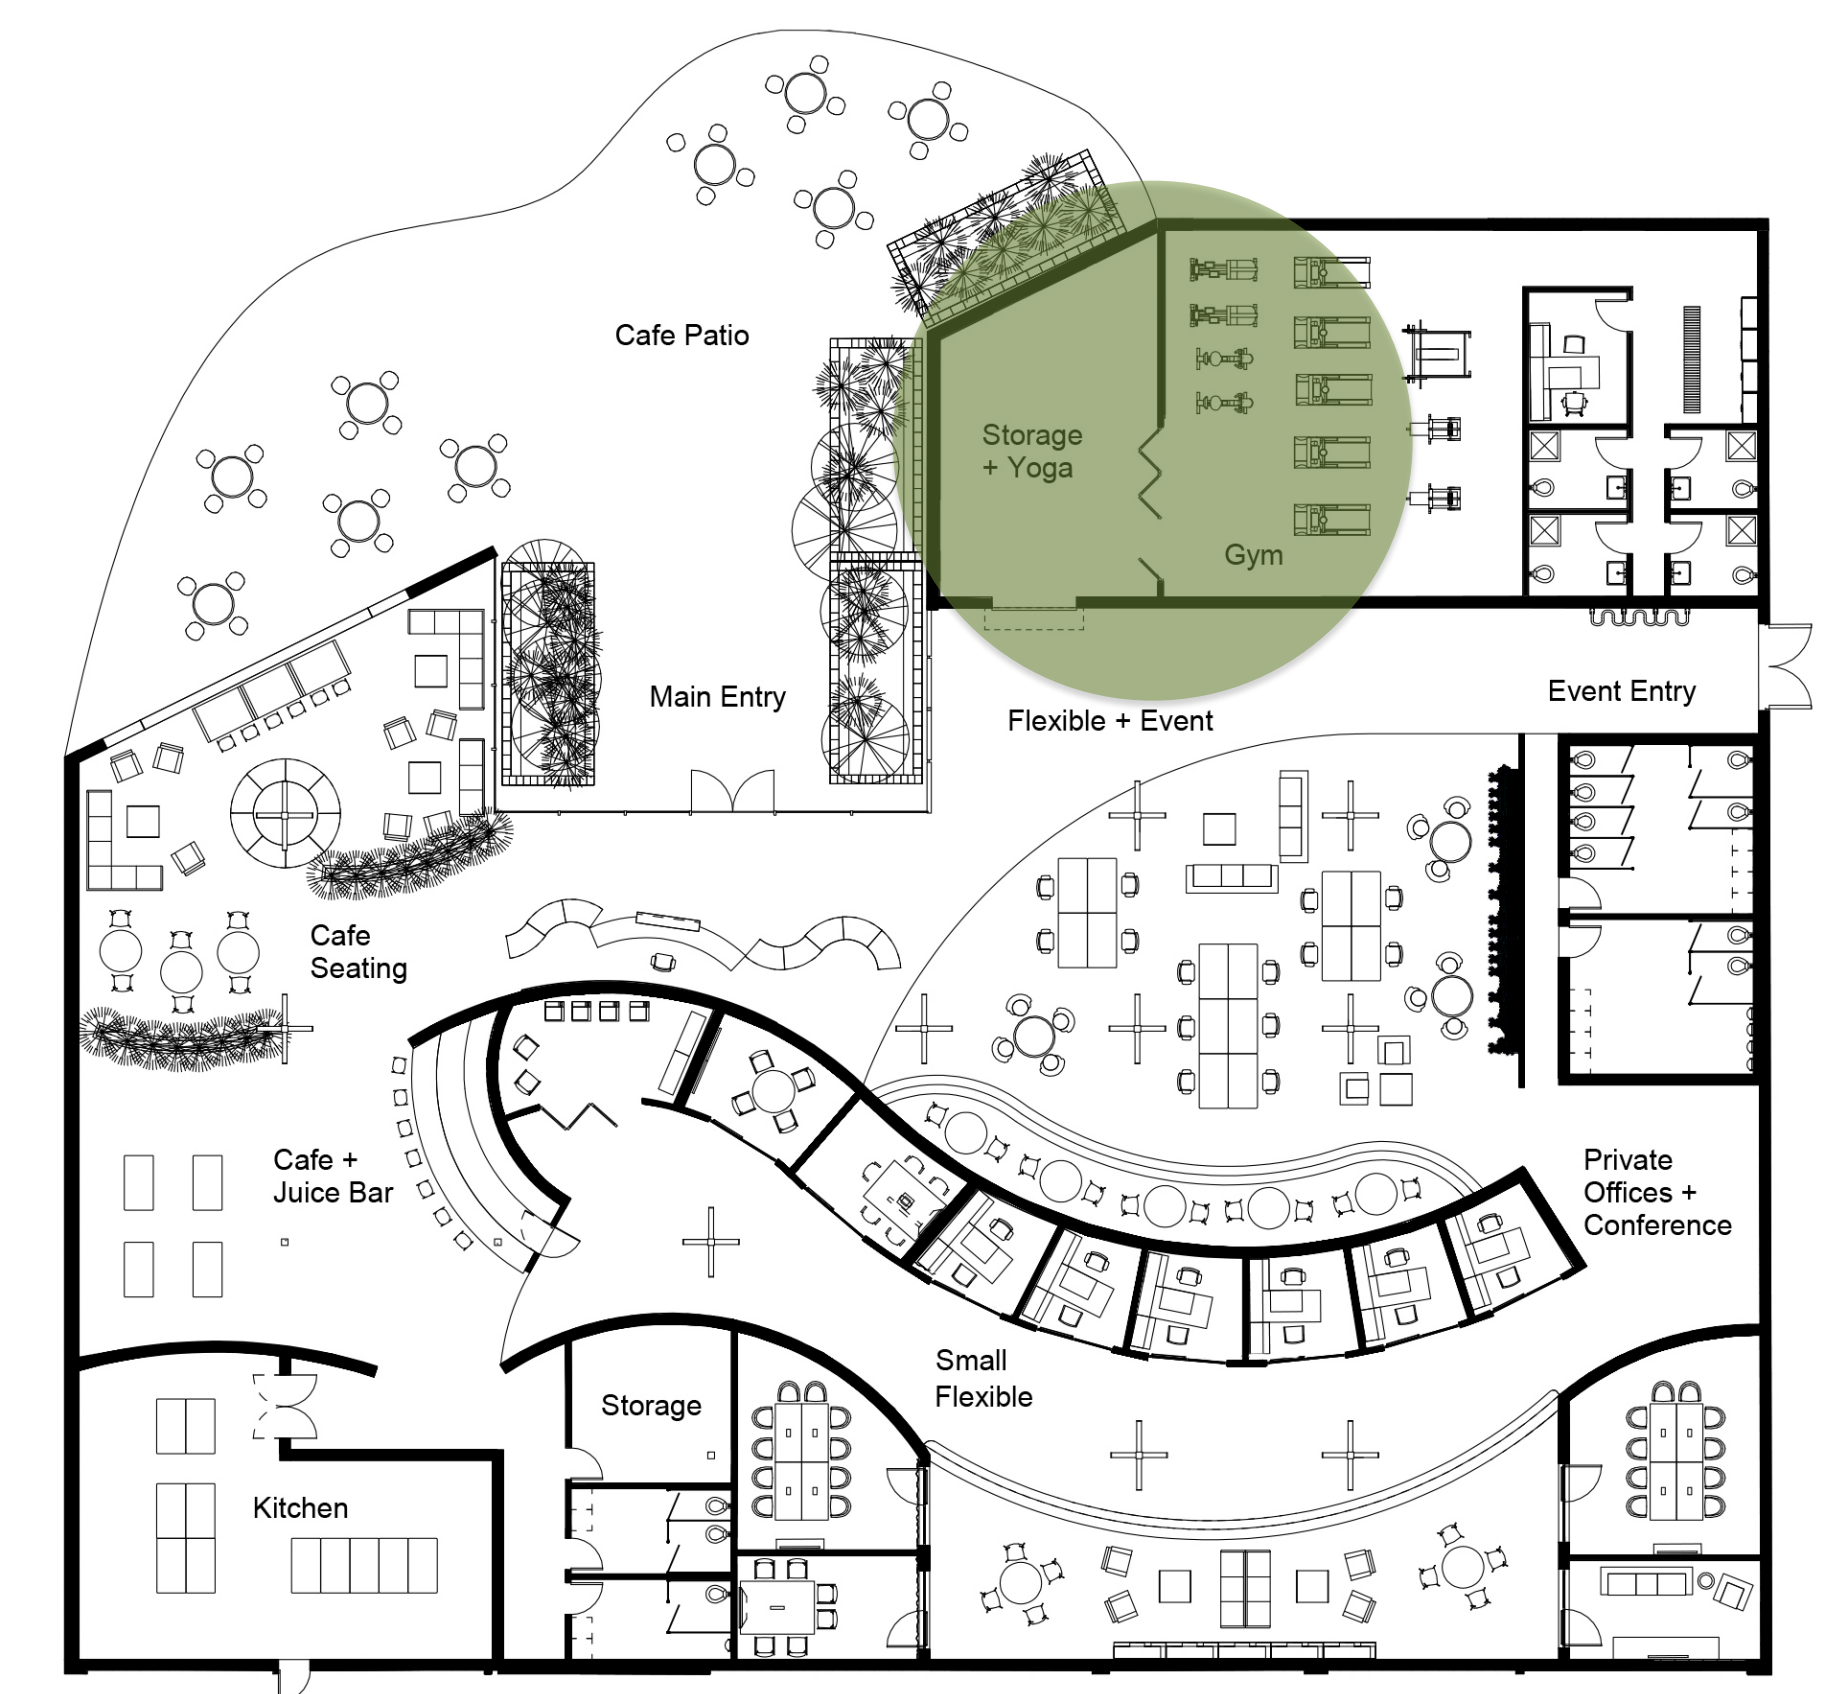 Cafe Patio
Storage
+ Yoga
Gym
Main Entry
Event Entry
Flexible + Event
Cafe
Seating
Cafe +
Juice Bar
Private
Offices +
Conference
Small
Flexible
Storage
Kitchen